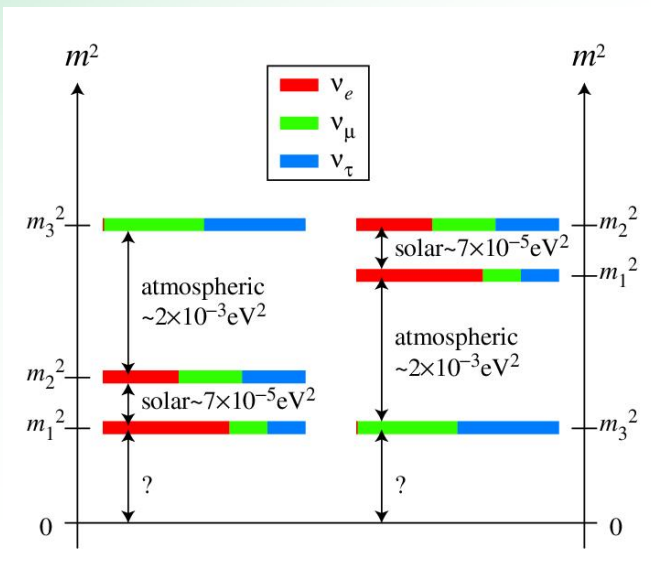 m²
m²
νe
νμ
ντ
m₃²
m₂²
solar~7×10⁻⁵eV²
m₁²
atmospheric
~2×10⁻³eV²
atmospheric
~2×10⁻³eV²
m₂²
solar~7×10⁻⁵eV²
m₁²
m₃²
?
?
0
0